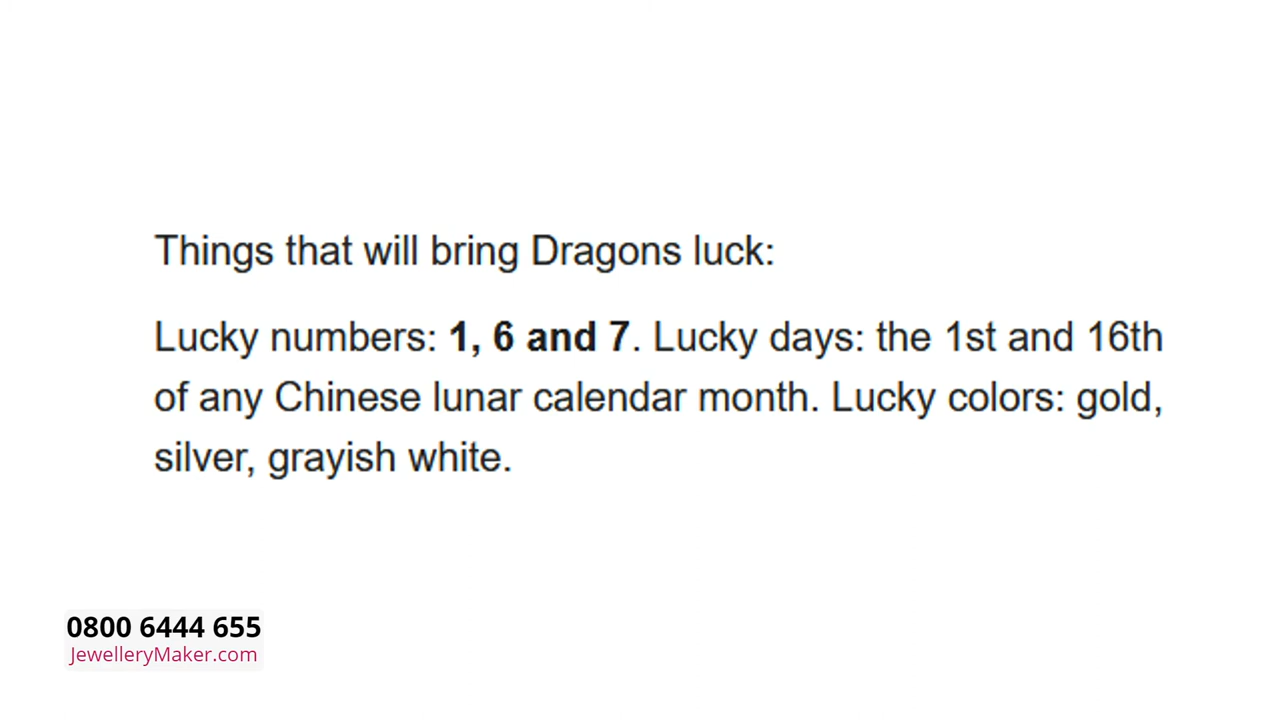 Things that will bring Dragons luck:
Lucky numbers: 1, 6 and 7. Lucky days: the 1st and 16th
of any Chinese lunar calendar month. Lucky colors: gold,
silver, grayish white.
0800 6444 655
JewelleryMaker.com